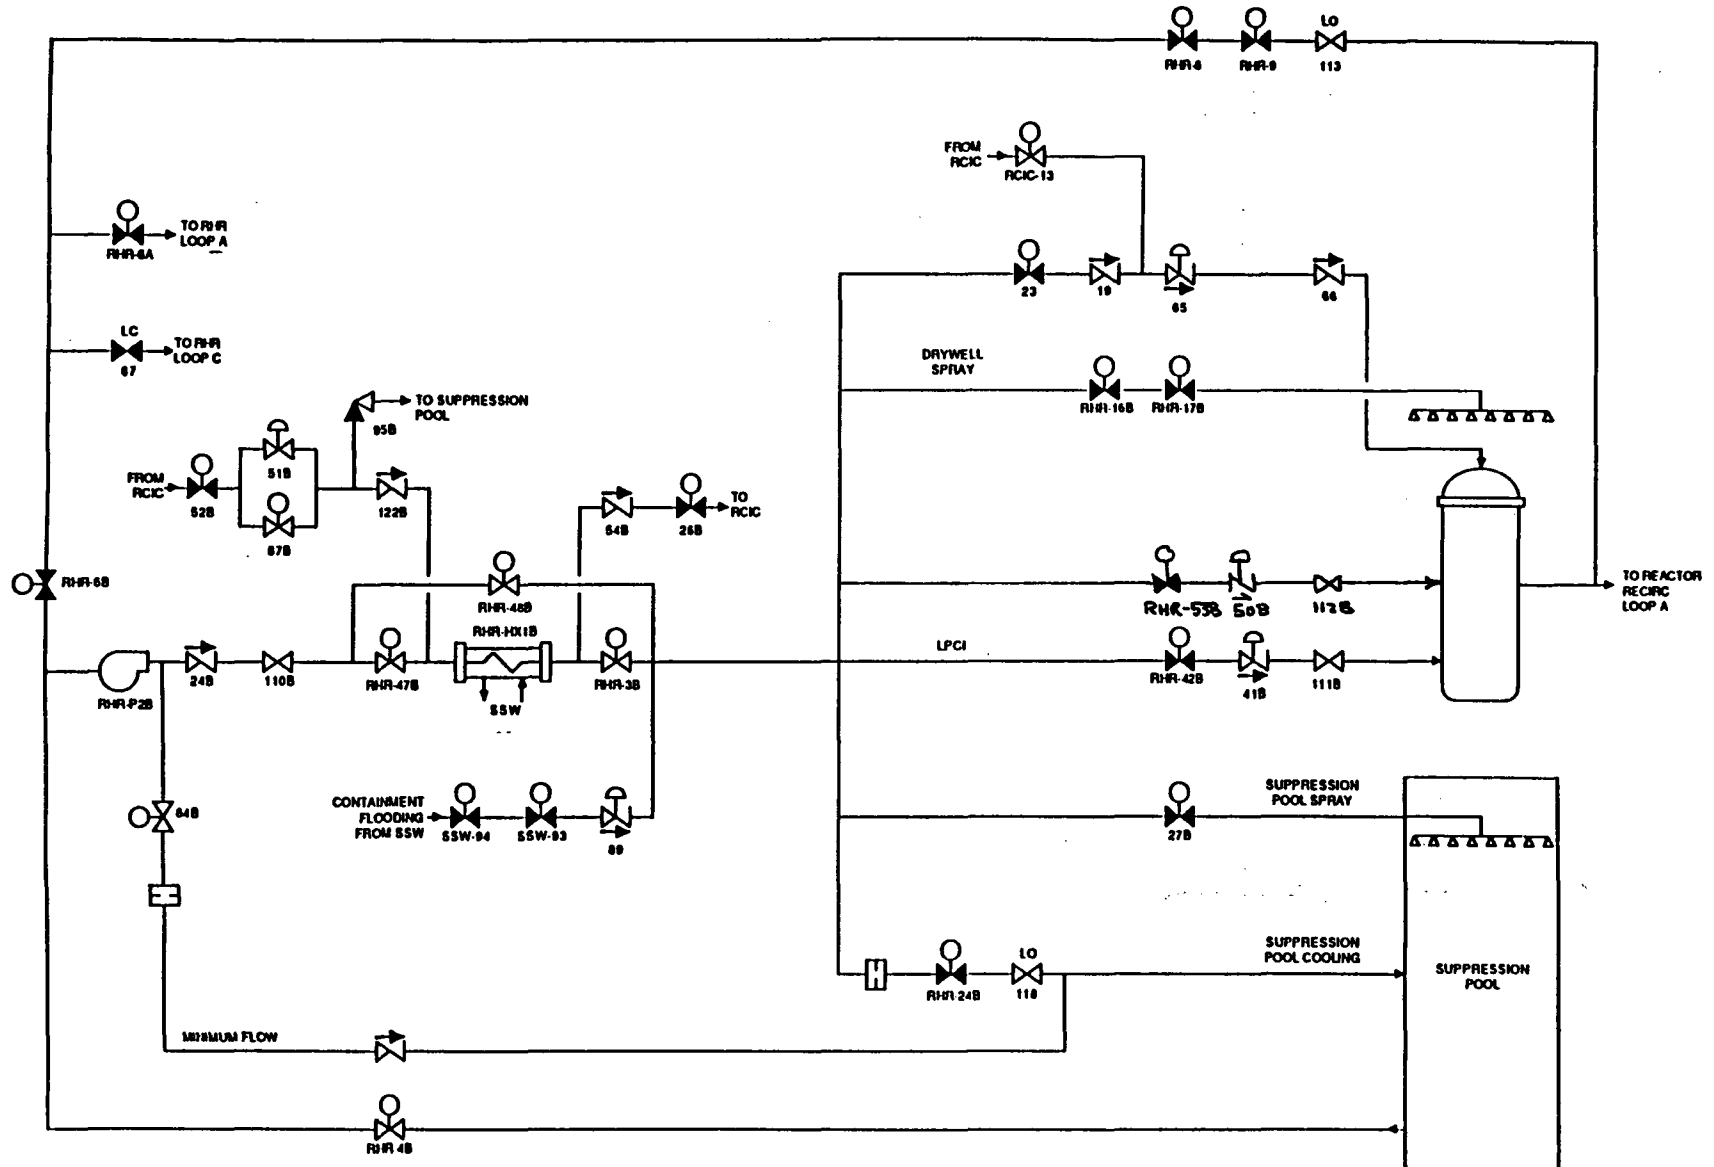 LO
RHR-8
RHR-9
113
FROM
RCIC
RCIC-13
TO RHR
LOOP A
RHR-6A
23
19
65
66
LC
TO RHR
LOOP C
67
DRYWELL
SPRAY
RHR-16B
RHR-17B
TO SUPPRESSION
POOL
95B
51B
FROM
RCIC
52B
122B
87B
54B
26B
TO
RCIC
RHR-6B
RHR-48B
RHR-HX1B
RHR-53B
50B
112B
TO REACTOR
RECIRC
LOOP A
LPCI
24B
110B
RHR-47B
RHR-3B
RHR-42B
41B
111B
RHR-P2B
SSW
64B
CONTAINMENT
FLOODING
FROM SSW
SSW-94
SSW-93
89
SUPPRESSION
POOL SPRAY
27B
SUPPRESSION
POOL COOLING
LO
RHR-24B
118
SUPPRESSION
POOL
MINIMUM FLOW
RHR 4B